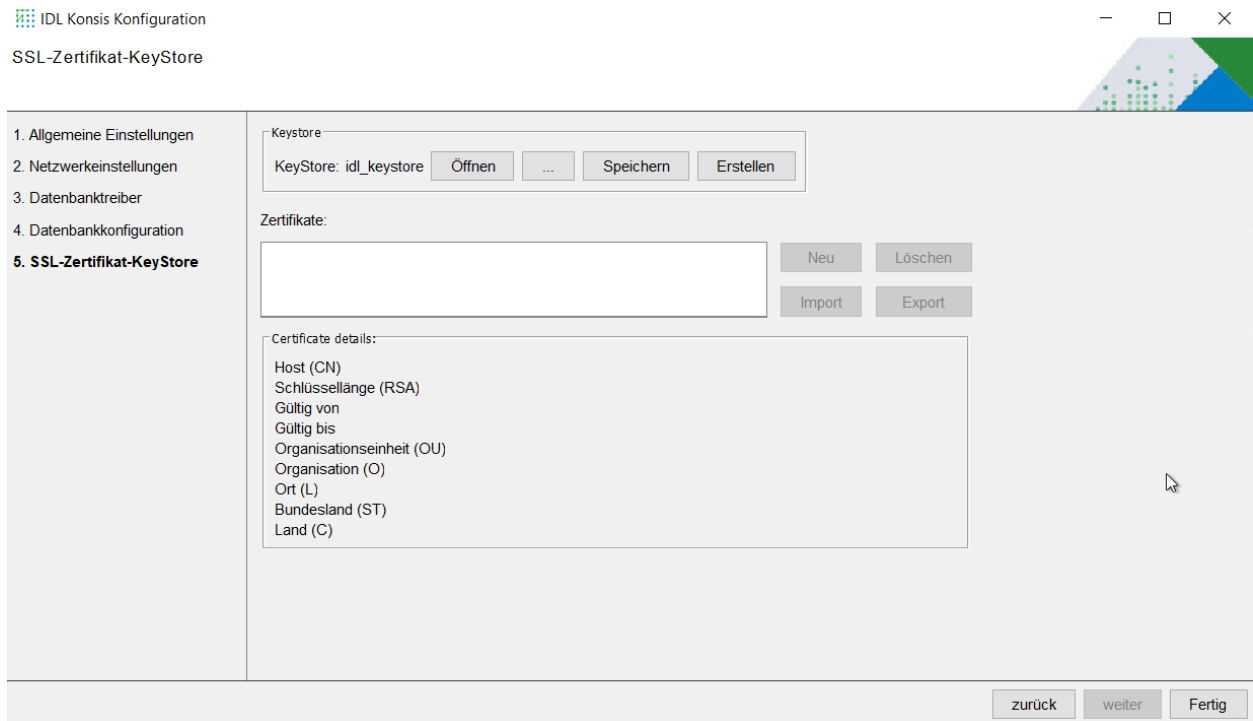 IDL Konsis Konfiguration
SSL-Zertifikat-KeyStore
1. Allgemeine Einstellungen
2. Netzwerkeinstellungen
3. Datenbanktreiber
4. Datenbankkonfiguration
5. SSL-Zertifikat-KeyStore
Keystore
KeyStore: idl_keystore Öffnen ... Speichern Erstellen
Zertifikate:
Neu Löschen
Import Export
Certificate details:
Host (CN)
Schlüssellänge (RSA)
Gültig von
Gültig bis
Organisationseinheit (OU)
Organisation (O)
Ort (L)
Bundesland (ST)
Land (C)
zurück weiter Fertig